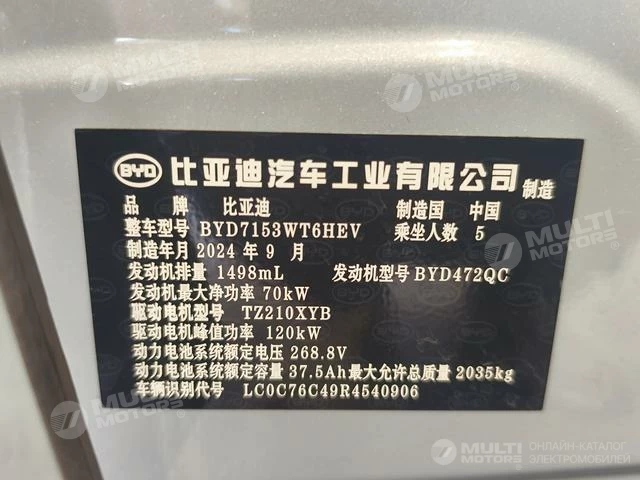 MULTI MOTORS
MULTI MOTORS
BYD 比亚迪汽车工业有限公司 制造
品 牌 比亚迪 制造国 中国
整车型号 BYD7153WT6HEV 乘坐人数 5
制造年月 2024 年 9 月
发动机排量 1498mL 发动机型号 BYD472QC
发动机最大净功率 70kW
驱动电机型号 TZ210XYB
驱动电机峰值功率 120kW
动力电池系统额定电压 268.8V
动力电池系统额定容量 37.5Ah 最大允许总质量 2035kg
车辆识别代号 LC0C76C49R4540906
MULTI MOTORS
MULTI MOTORS
MULTI MOTORS ОНЛАЙН-КАТАЛОГ
ЭЛЕКТРОМОБИЛЕЙ